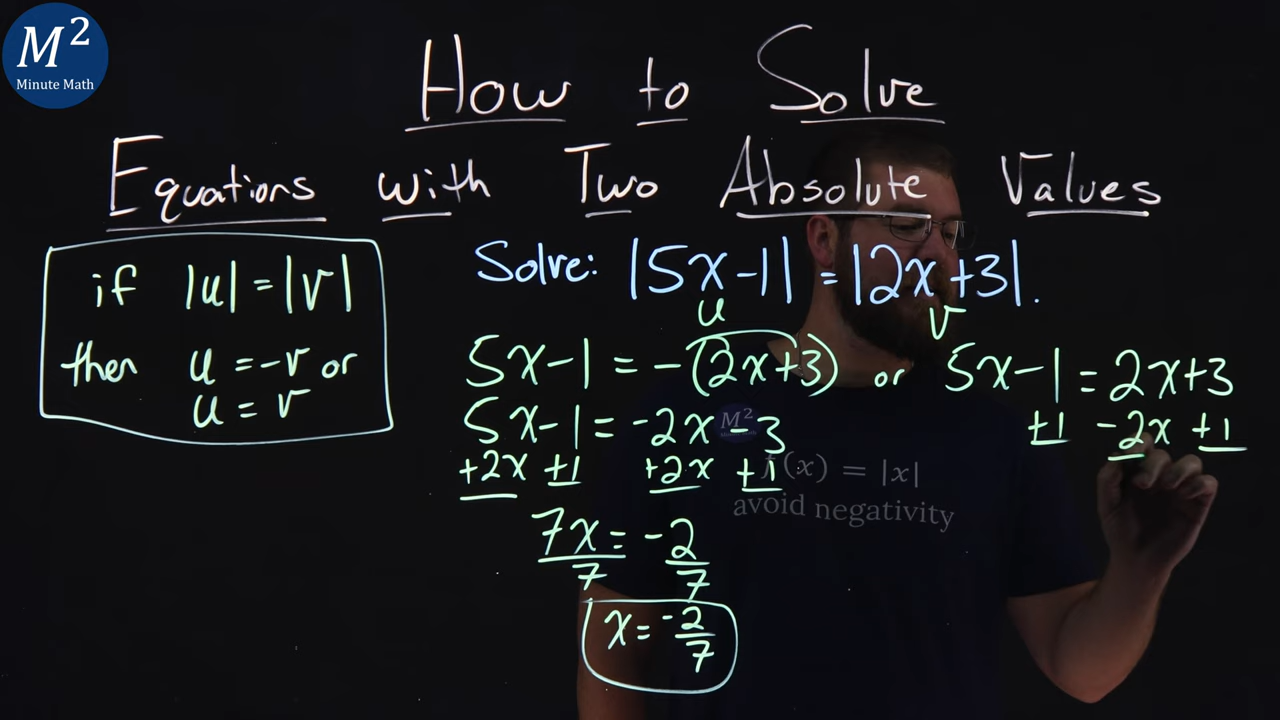 M²
Minute Math
How to Solve
Equations with Two Absolute Values
if |u| = |v|
then u = -v or
u = v
Solve: |5x-1| = |2x+3|.
u v
5x-1 = -(2x+3) or 5x-1 = 2x+3
5x-1 = -2x-3 +1 -2x +1
+2x +1 +2x +1
7x = -2
7 7
x = -2/7
M²
(x) = |x|
avoid negativity